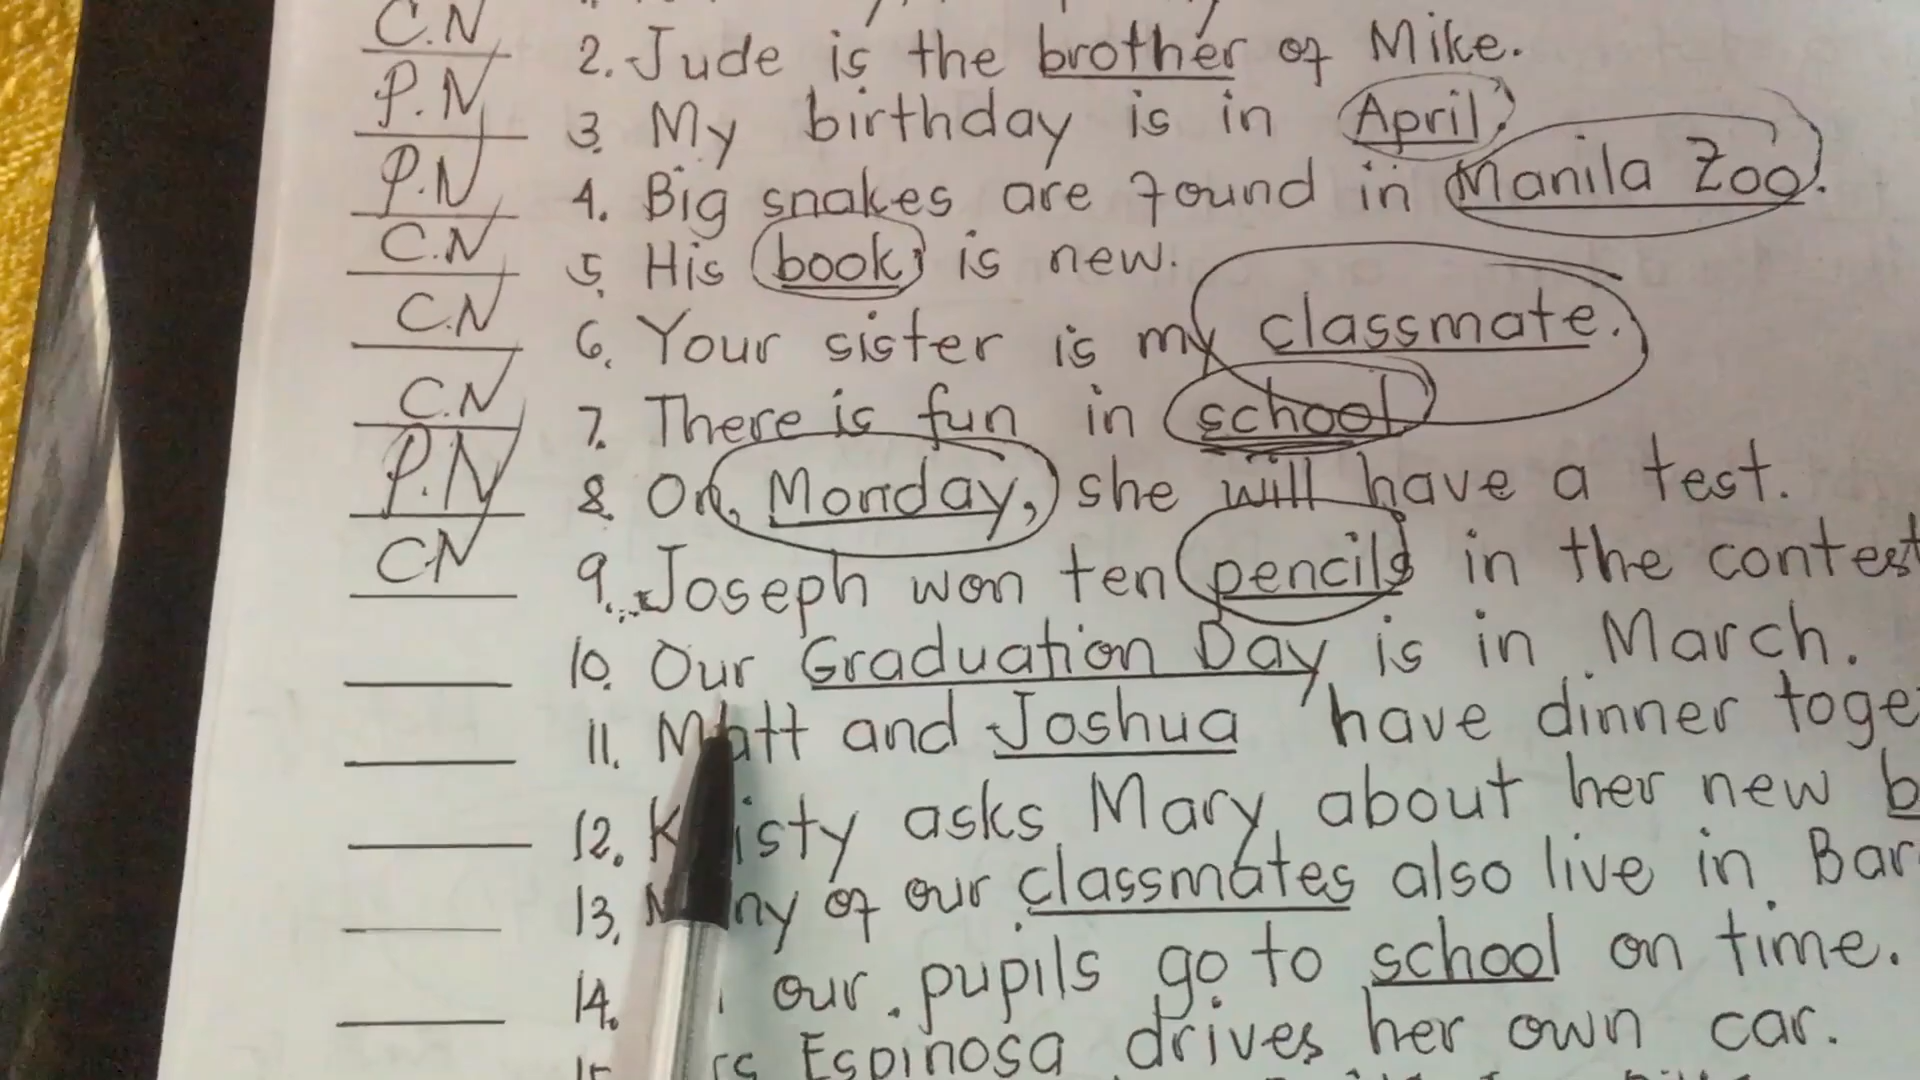 C.N 2. Jude is the brother of Mike.
P.N 3. My birthday is in April.
P.N 4. Big snakes are found in Manila Zoo.
C.N 5. His book is new.
C.N 6. Your sister is my classmate.
C.N 7. There is fun in school
P.N 8. On Monday, she will have a test.
CN 9. Joseph won ten pencils in the contest
10. Our Graduation Day is in March.
11. Matt and Joshua have dinner toge
12. asks Mary about her new b
13. of our classmates also live in Bar
14. our pupils go to school on time.
Espinosa drives her own car.